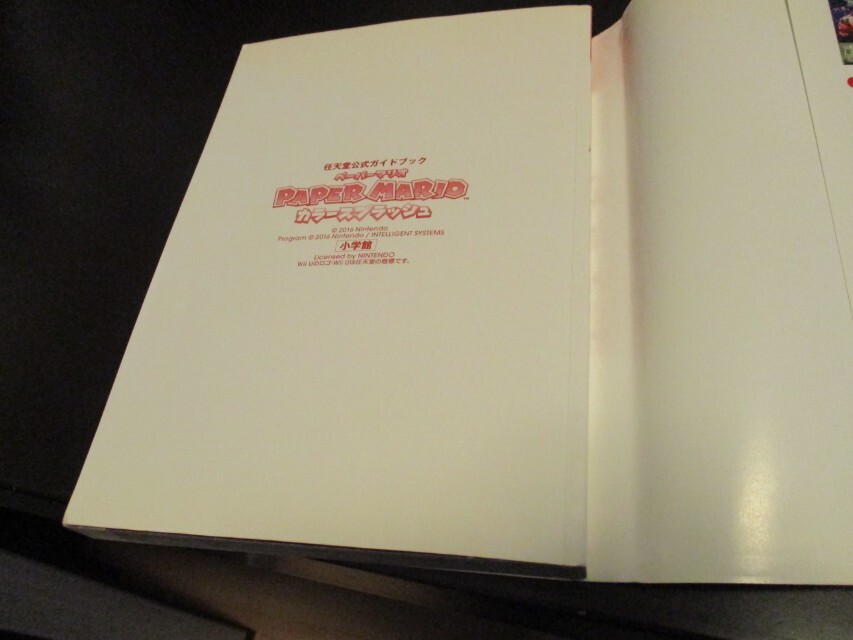 任天堂公式ガイドブック
ペーパーマリオ
PAPER MARIO™
カラースプラッシュ
© 2016 Nintendo
Program © 2016 Nintendo / INTELLIGENT SYSTEMS
小学館
Licensed by NINTENDO
Wii Uのロゴ・Wii Uは任天堂の商標です。